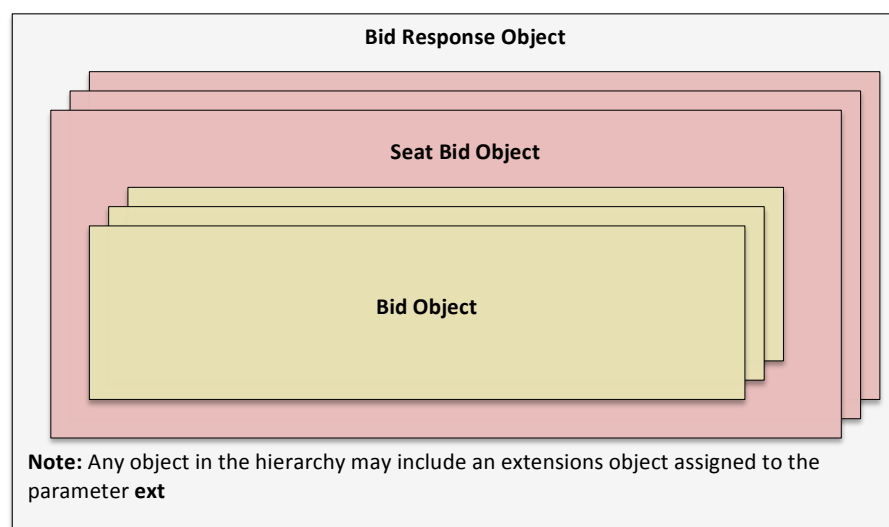 Bid Response Object
Seat Bid Object
Bid Object
Note: Any object in the hierarchy may include an extensions object assigned to the
parameter ext